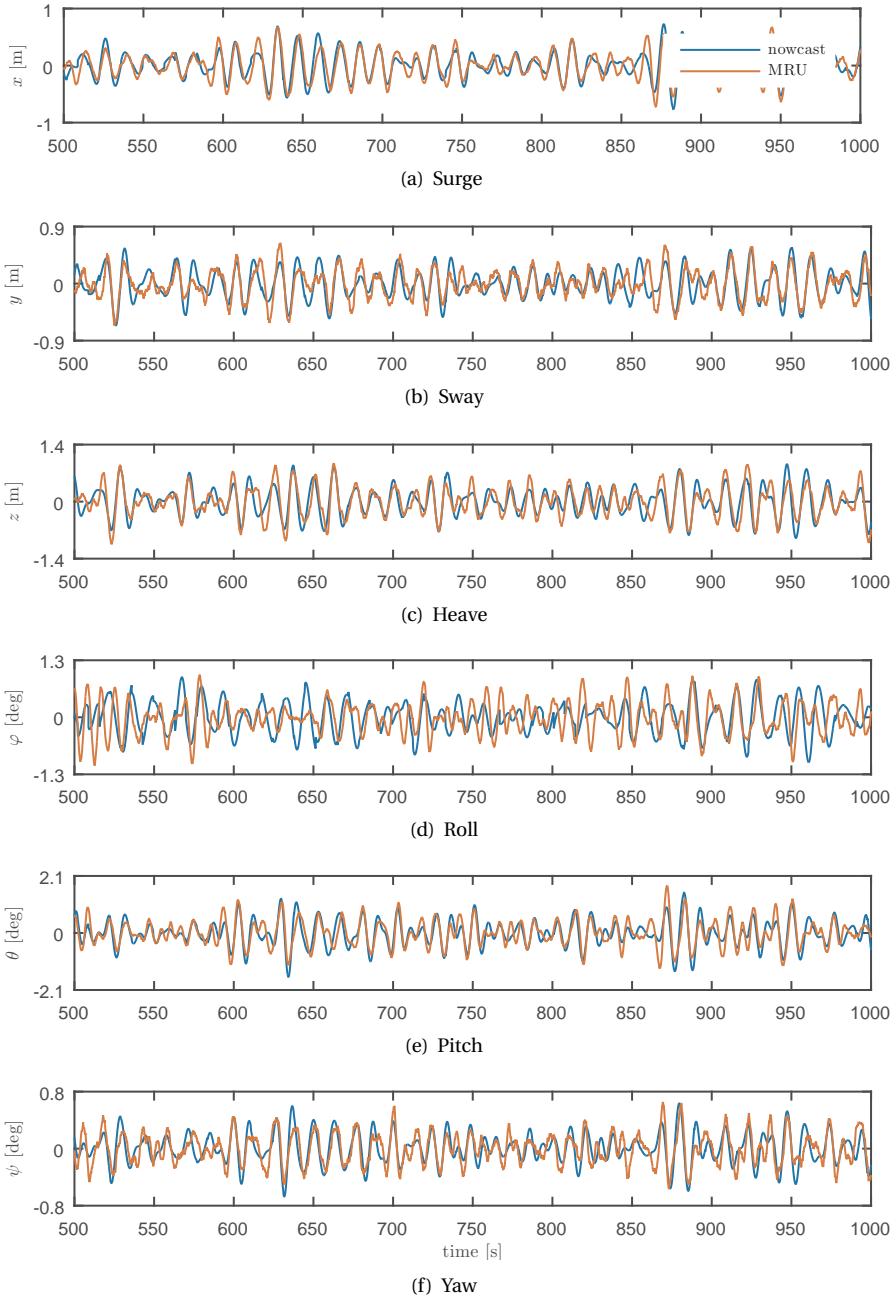 1
0
-1
x [m]
nowcast
MRU
500 550 600 650 700 750 800 850 900 950 1000
(a) Surge
0.9
0
-0.9
y [m]
500 550 600 650 700 750 800 850 900 950 1000
(b) Sway
1.4
0
-1.4
z [m]
500 550 600 650 700 750 800 850 900 950 1000
(c) Heave
1.3
0
-1.3
φ [deg]
500 550 600 650 700 750 800 850 900 950 1000
(d) Roll
2.1
0
-2.1
θ [deg]
500 550 600 650 700 750 800 850 900 950 1000
(e) Pitch
0.8
0
-0.8
ψ [deg]
500 550 600 650 700 750 800 850 900 950 1000
time [s]
(f) Yaw